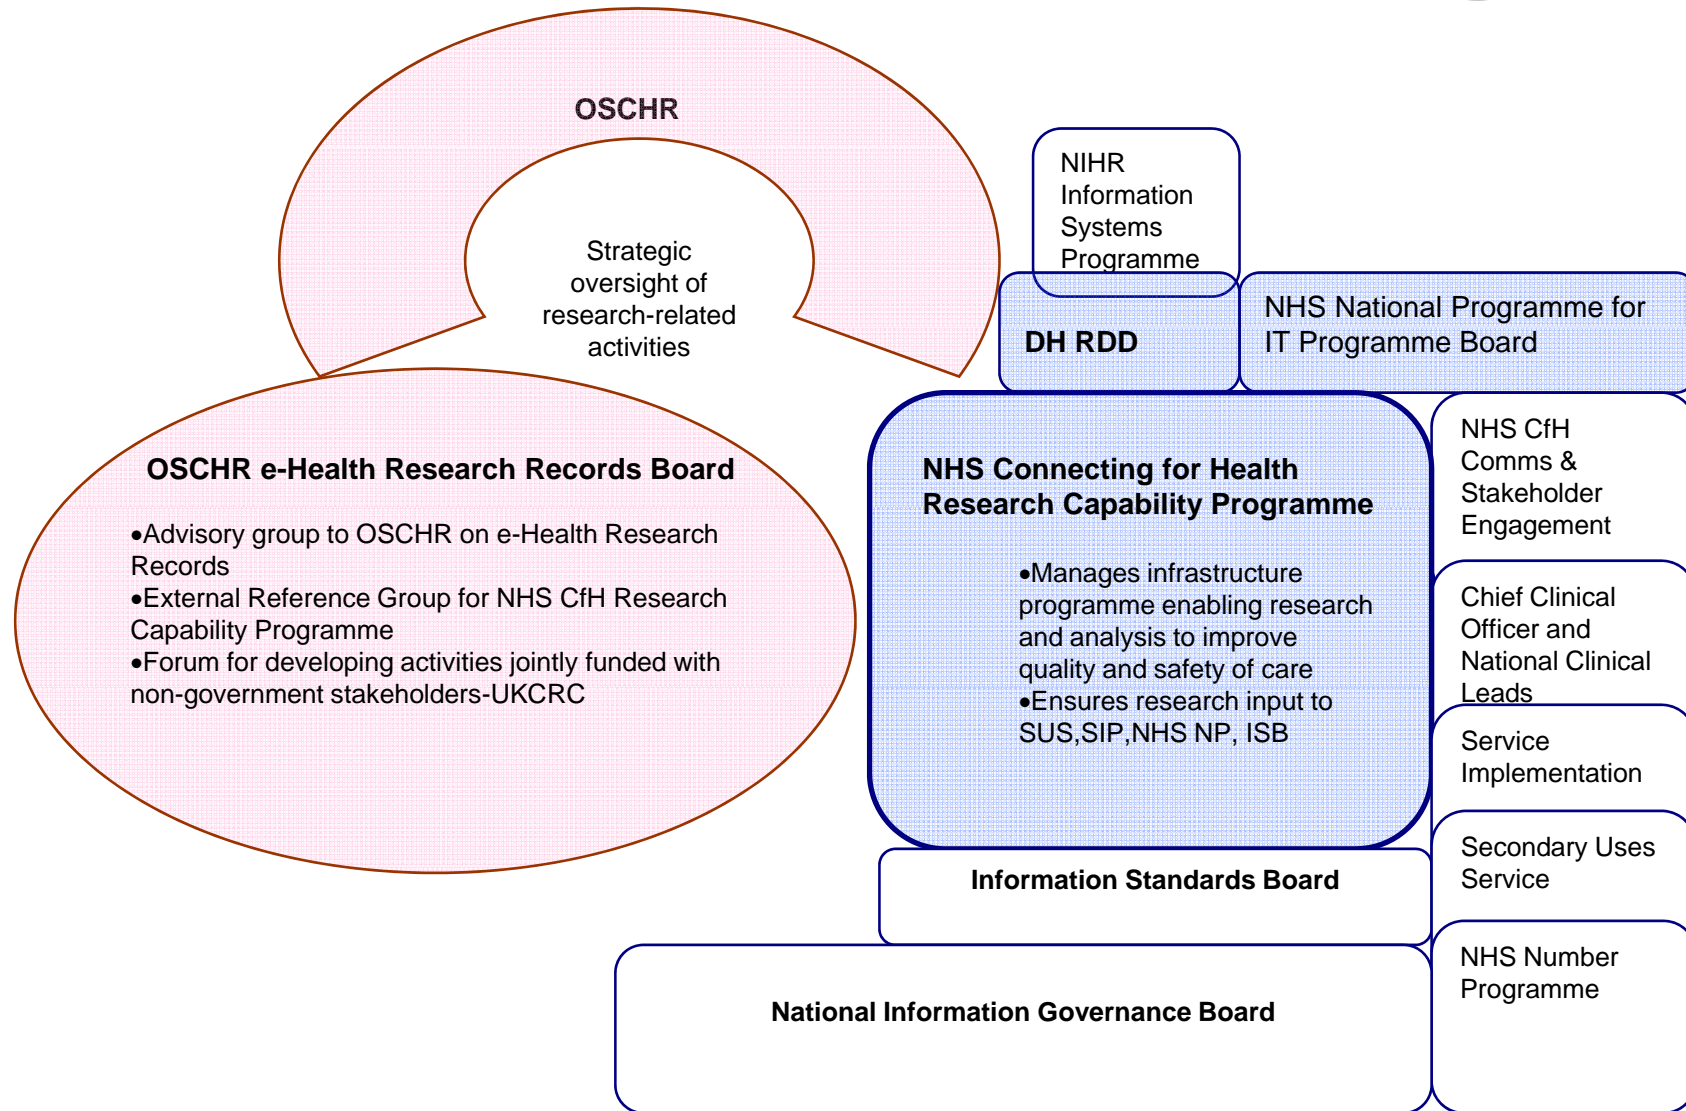 OSCHR
Strategic
oversight of
research-related
activities
NIHR
Information
Systems
Programme
DH RDD
NHS National Programme for
IT Programme Board
OSCHR e-Health Research Records Board
•Advisory group to OSCHR on e-Health Research
Records
•External Reference Group for NHS CfH Research
Capability Programme
•Forum for developing activities jointly funded with
non-government stakeholders-UKCRC
NHS Connecting for Health
Research Capability Programme
•Manages infrastructure
programme enabling research
and analysis to improve
quality and safety of care
•Ensures research input to
SUS,SIP,NHS NP, ISB
NHS CfH
Comms &
Stakeholder
Engagement
Chief Clinical
Officer and
National Clinical
Leads
Service
Implementation
Secondary Uses
Service
NHS Number
Programme
Information Standards Board
National Information Governance Board